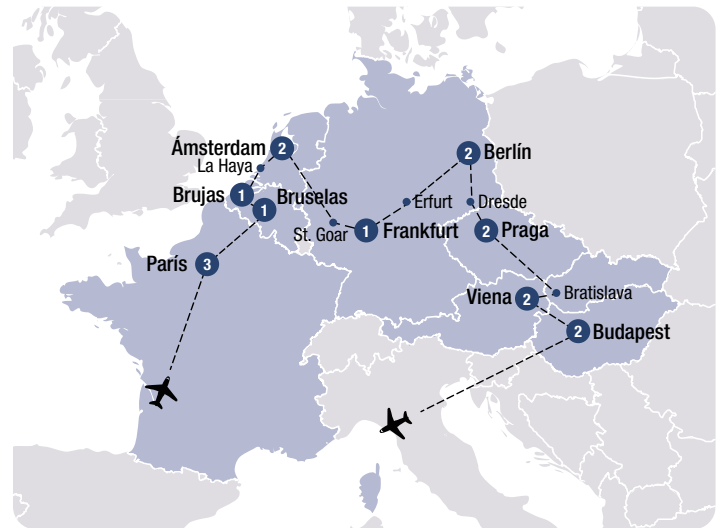 Ámsterdam
2
La Haya
Brujas
1
Bruselas
1
París
3
St. Goar
1
Frankfurt
Erfurt
2
Berlín
Dresde
2
Praga
Viena
2
Bratislava
2
Budapest